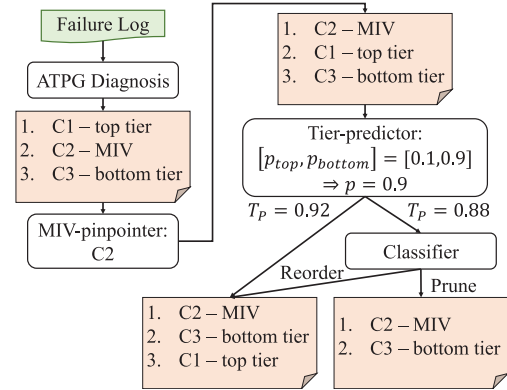 Failure Log
ATPG Diagnosis
1. C1 – top tier
2. C2 – MIV
3. C3 – bottom tier
MIV-pinpointer:
C2
1. C2 – MIV
2. C1 – top tier
3. C3 – bottom tier
Tier-predictor:
[p_top, p_bottom] = [0.1,0.9]
⇒ p = 0.9
T_P = 0.92
T_P = 0.88
Classifier
Reorder
Prune
1. C2 – MIV
2. C3 – bottom tier
3. C1 – top tier
1. C2 – MIV
2. C3 – bottom tier